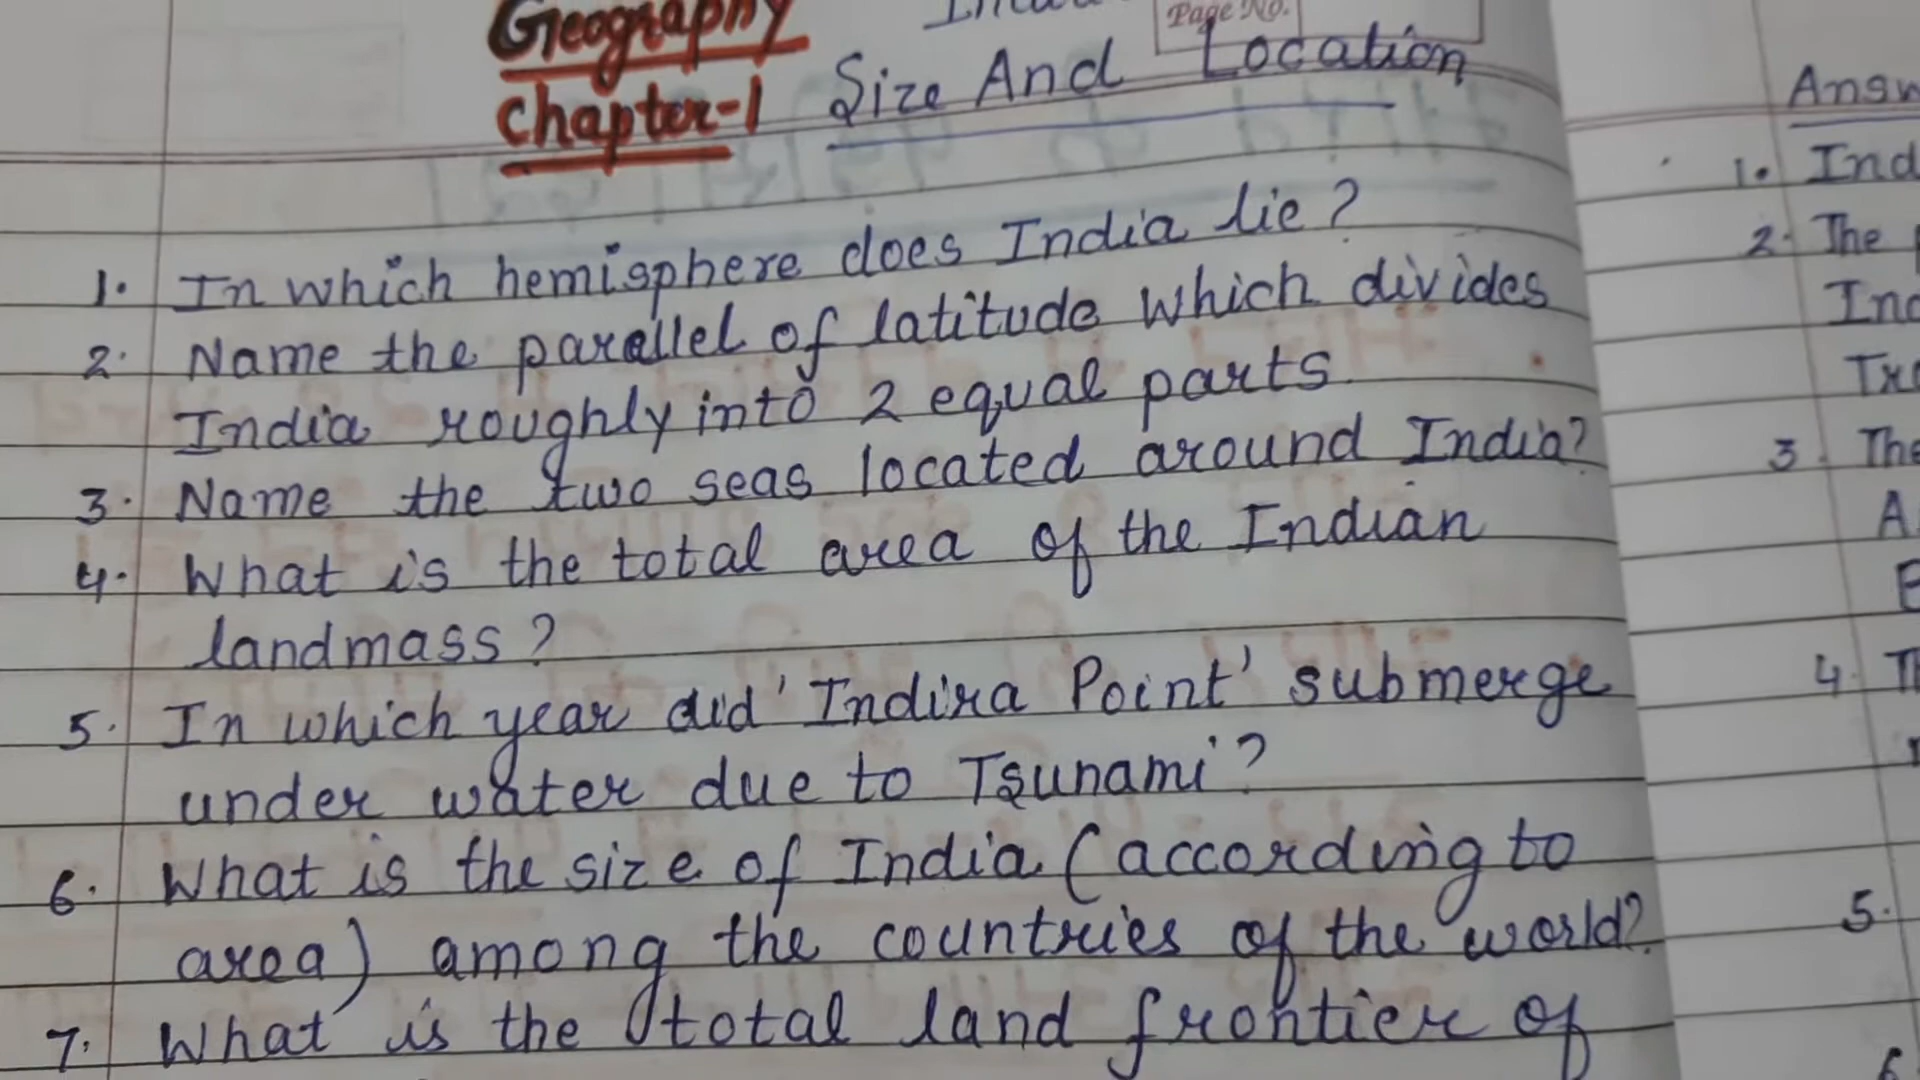 Geography
Page No.
Chapter-1 Size And Location
1. In which hemisphere does India lie?
2. Name the parallel of latitude which divides
India roughly into 2 equal parts
3. Name the two seas located around India?
4. What is the total area of the Indian
landmass?
5. In which year did 'Indira Point' submerge
under water due to Tsunami?
6. What is the size of India (according to
area) among the countries of the world?
7. What is the total land frontier of
1.
2. The
3. The
4.
5.
6